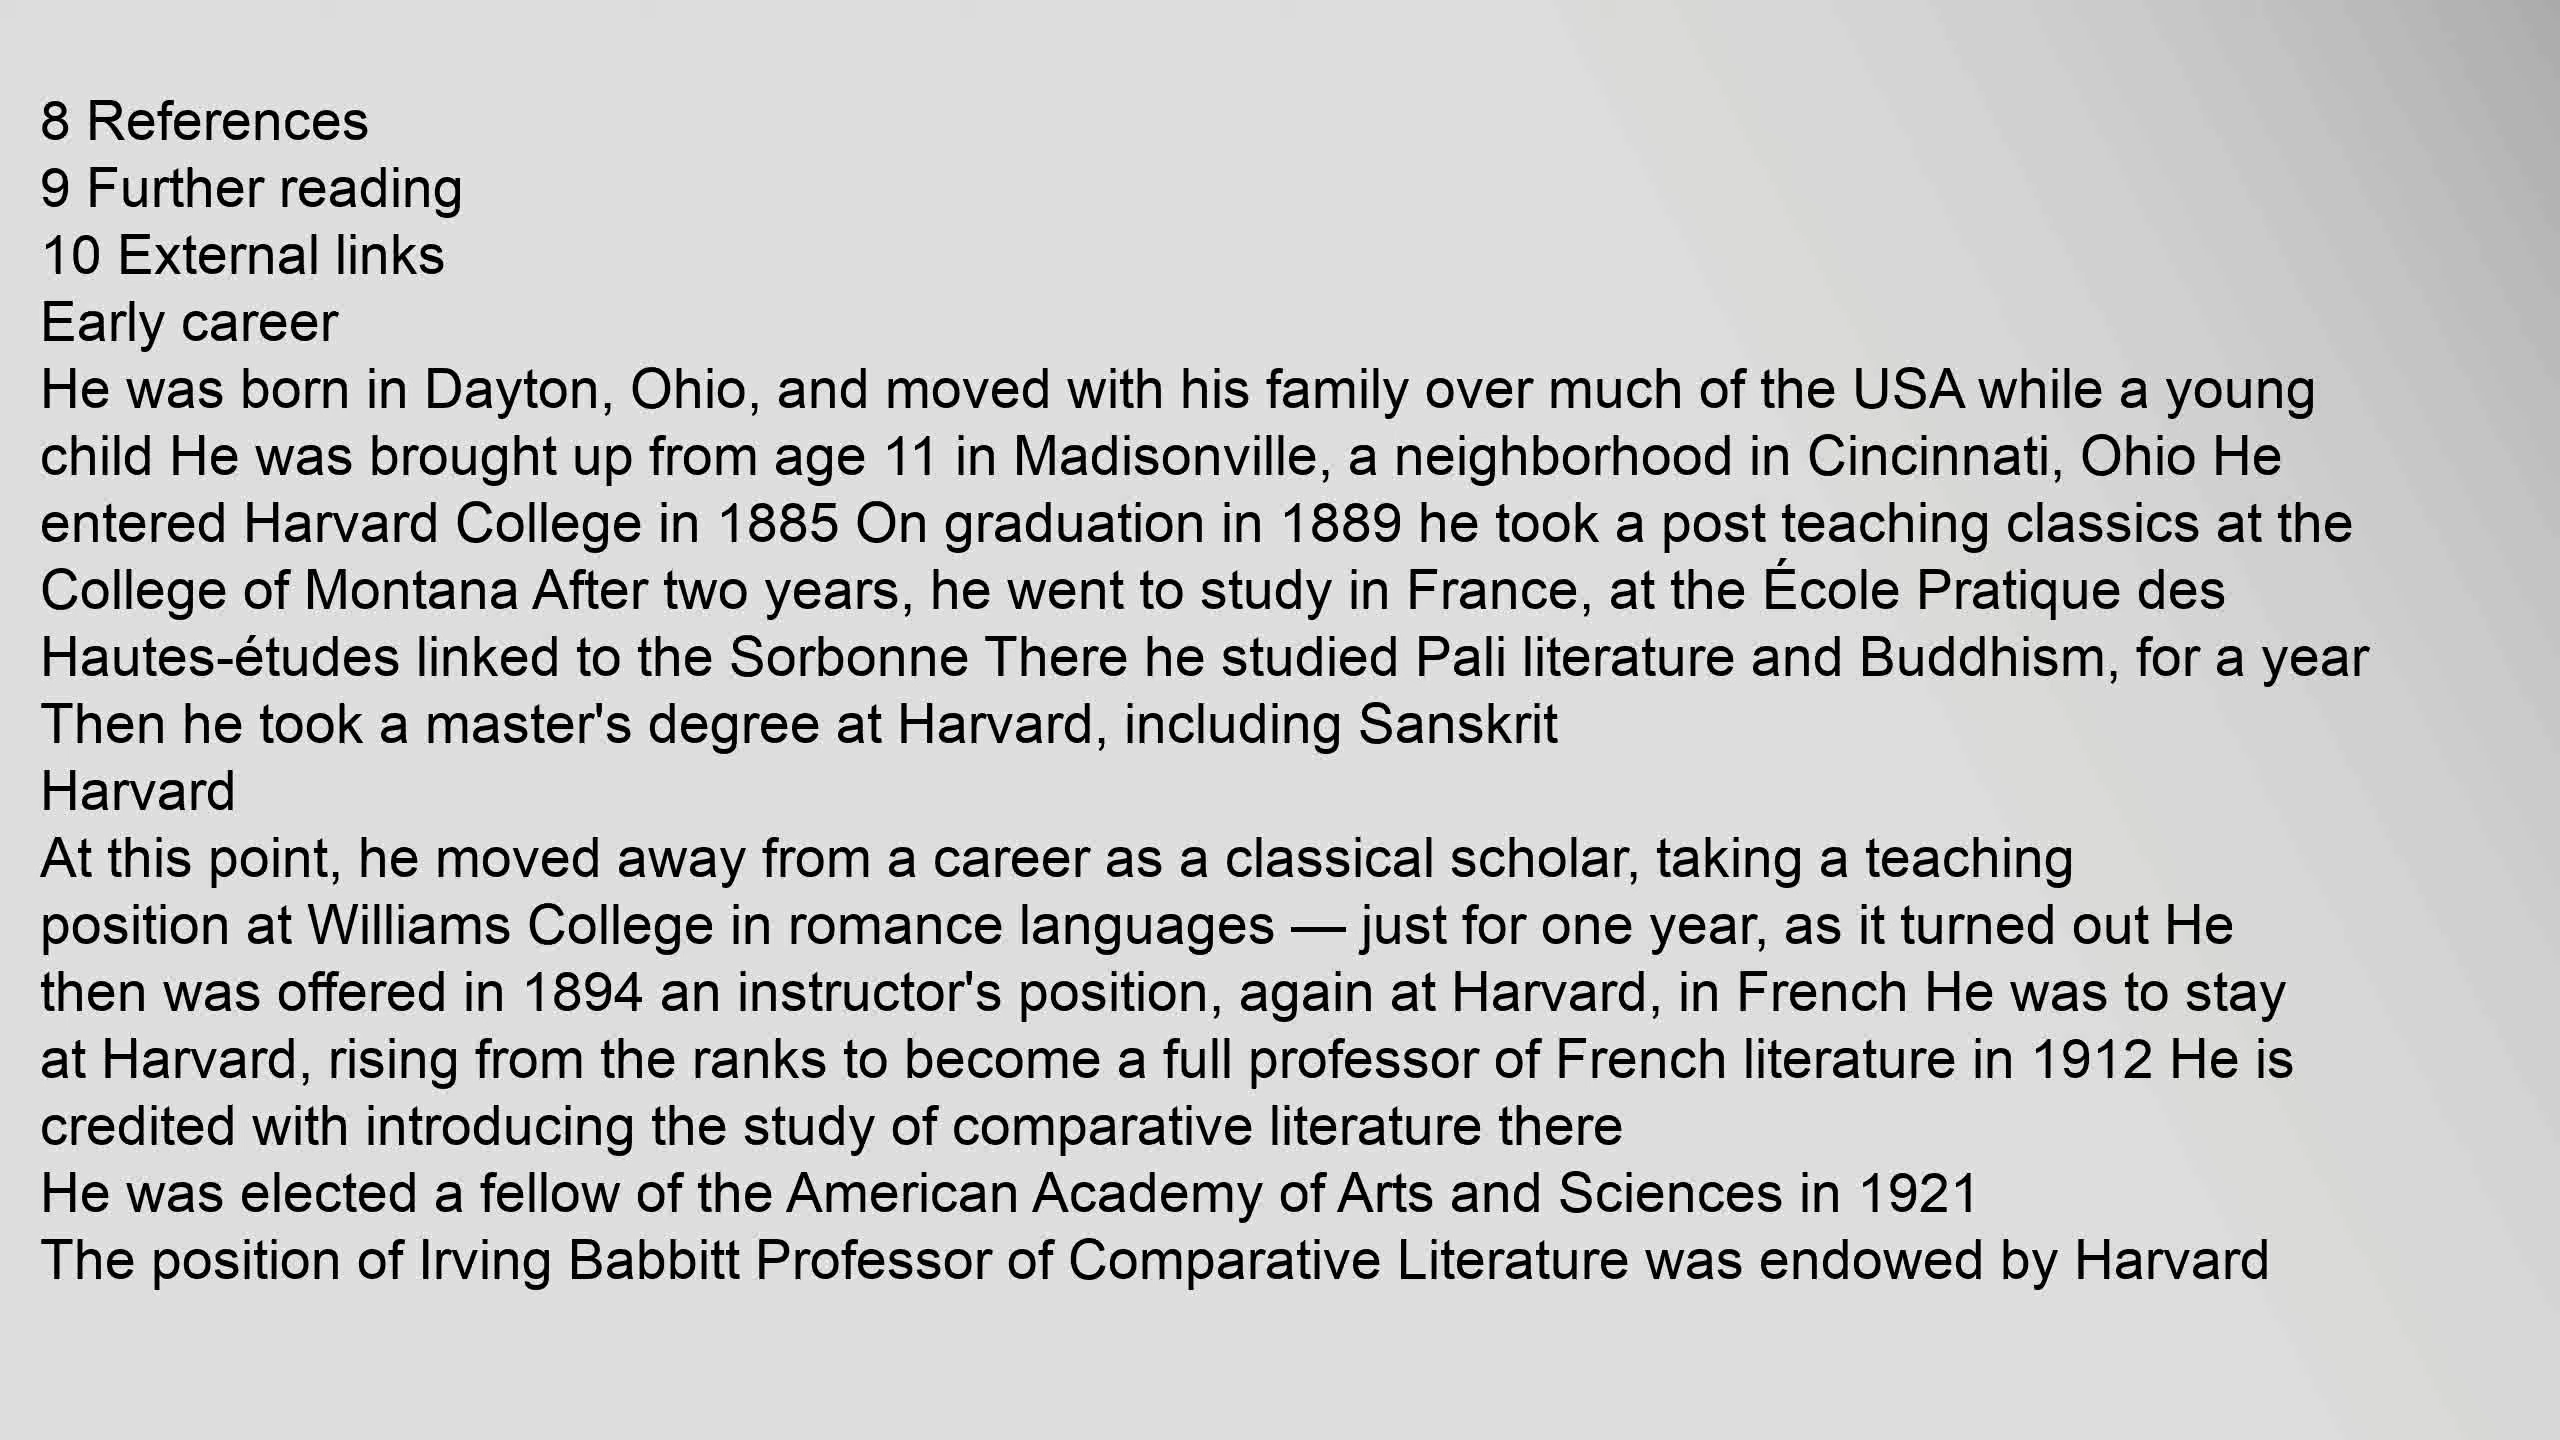 8 References
9 Further reading
10 External links
Early career
He was born in Dayton, Ohio, and moved with his family over much of the USA while a young
child He was brought up from age 11 in Madisonville, a neighborhood in Cincinnati, Ohio He
entered Harvard College in 1885 On graduation in 1889 he took a post teaching classics at the
College of Montana After two years, he went to study in France, at the École Pratique des
Hautes-études linked to the Sorbonne There he studied Pali literature and Buddhism, for a year
Then he took a master's degree at Harvard, including Sanskrit
Harvard
At this point, he moved away from a career as a classical scholar, taking a teaching
position at Williams College in romance languages — just for one year, as it turned out He
then was offered in 1894 an instructor's position, again at Harvard, in French He was to stay
at Harvard, rising from the ranks to become a full professor of French literature in 1912 He is
credited with introducing the study of comparative literature there
He was elected a fellow of the American Academy of Arts and Sciences in 1921
The position of Irving Babbitt Professor of Comparative Literature was endowed by Harvard